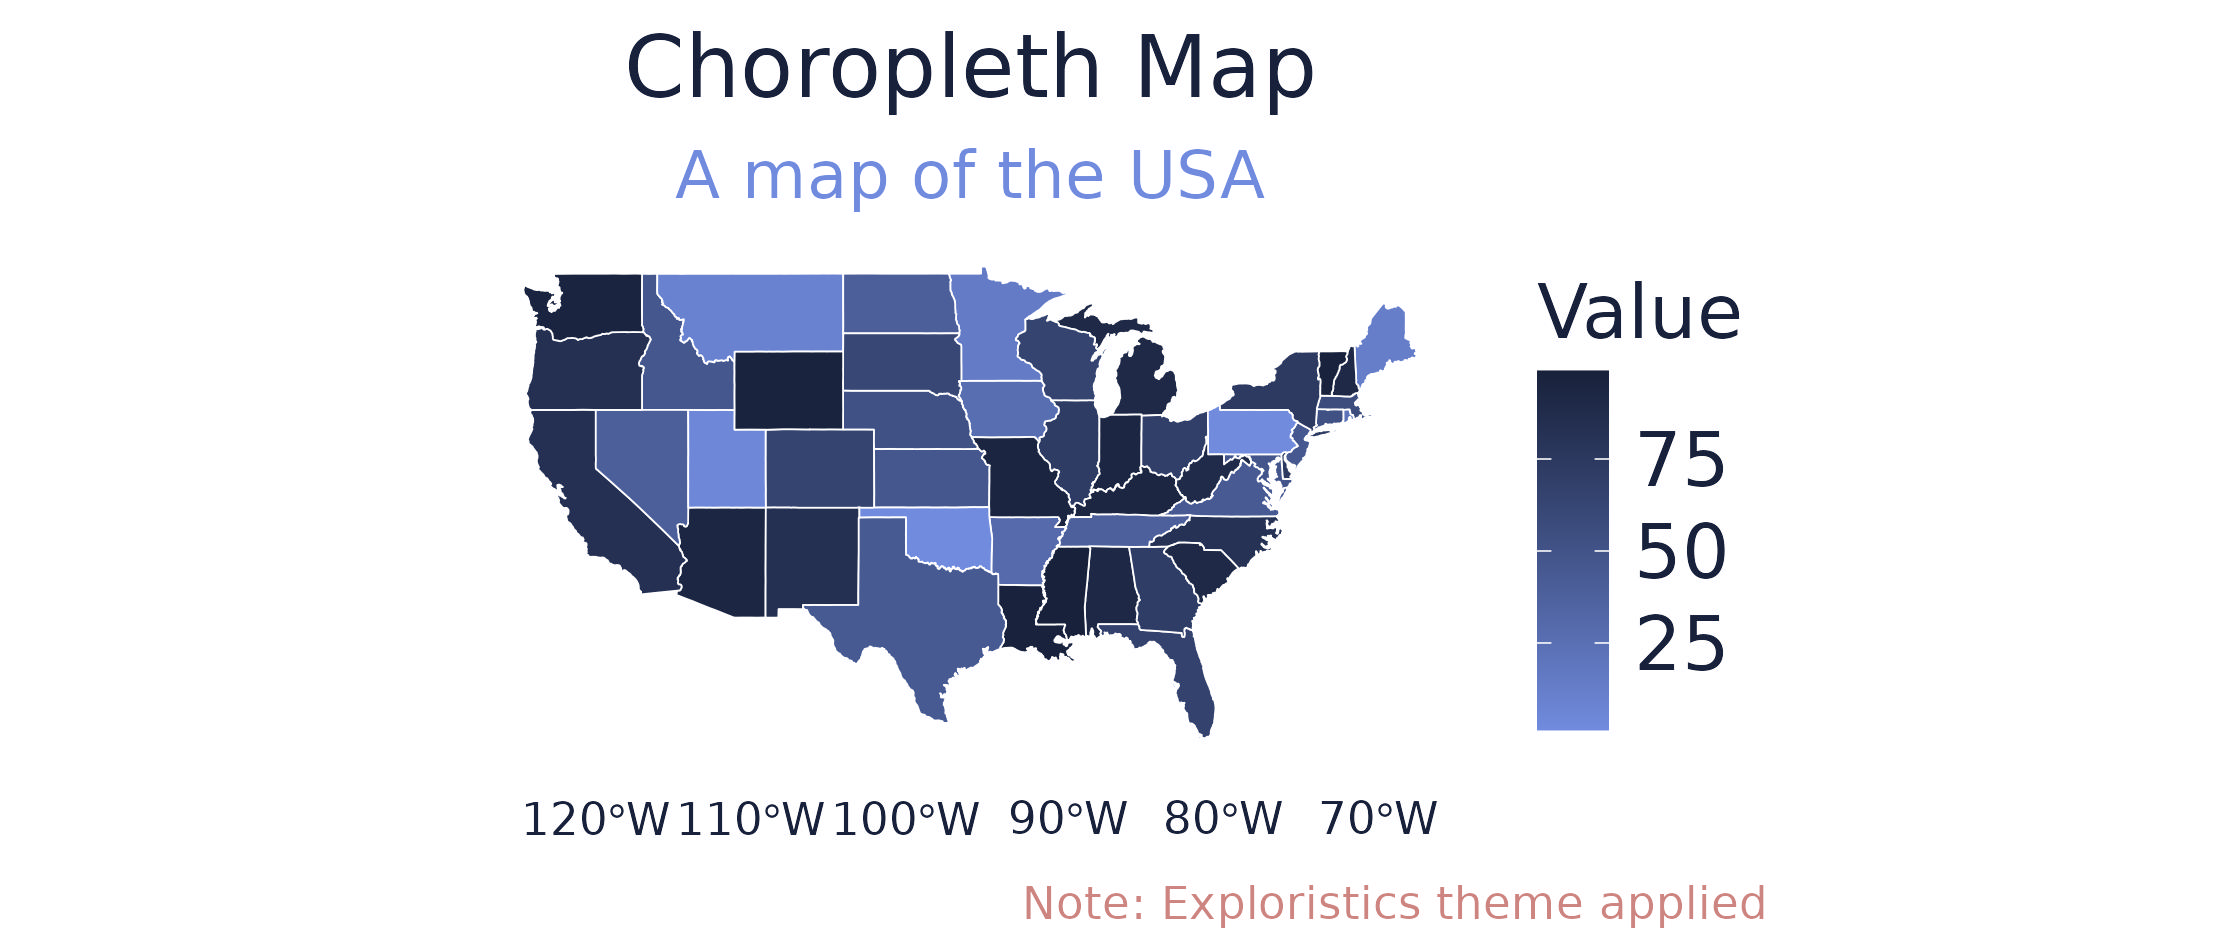 Choropleth Map
A map of the USA
Value
75
50
25
120°W 110°W 100°W 90°W 80°W 70°W
Note: Exploristics theme applied